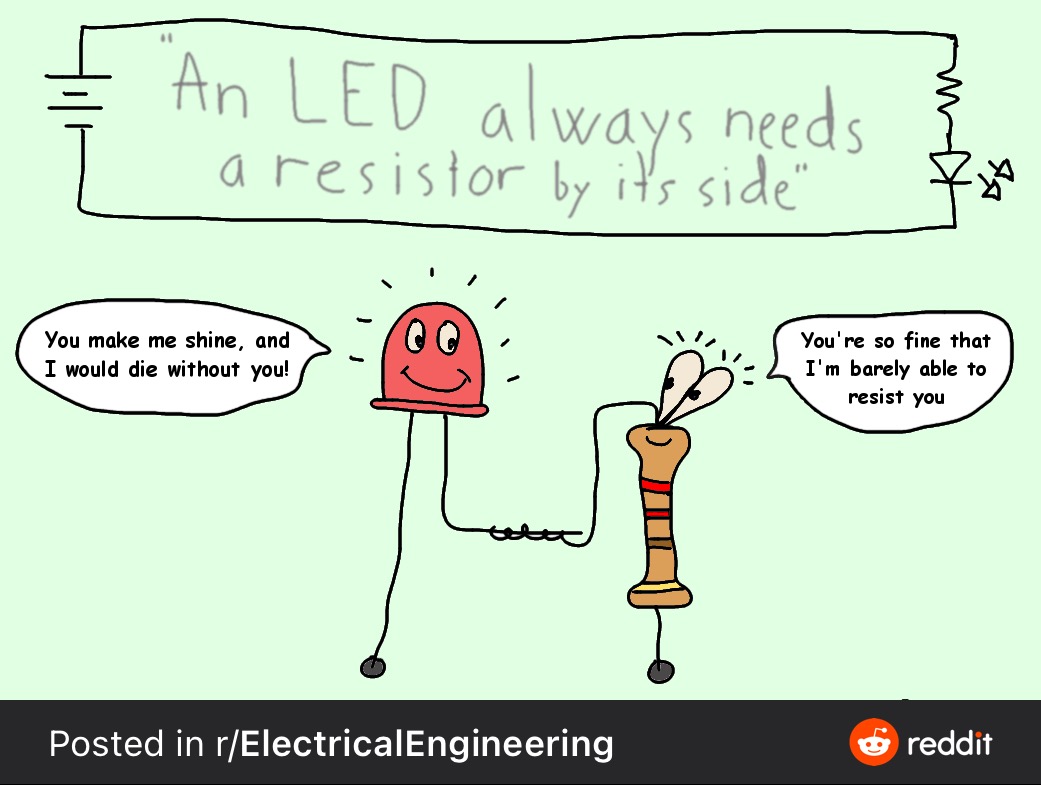 "An LED always needs
a resistor by it's side"
You make me shine, and
I would die without you!
You're so fine that
I'm barely able to
resist you
Posted in r/ElectricalEngineering
reddit